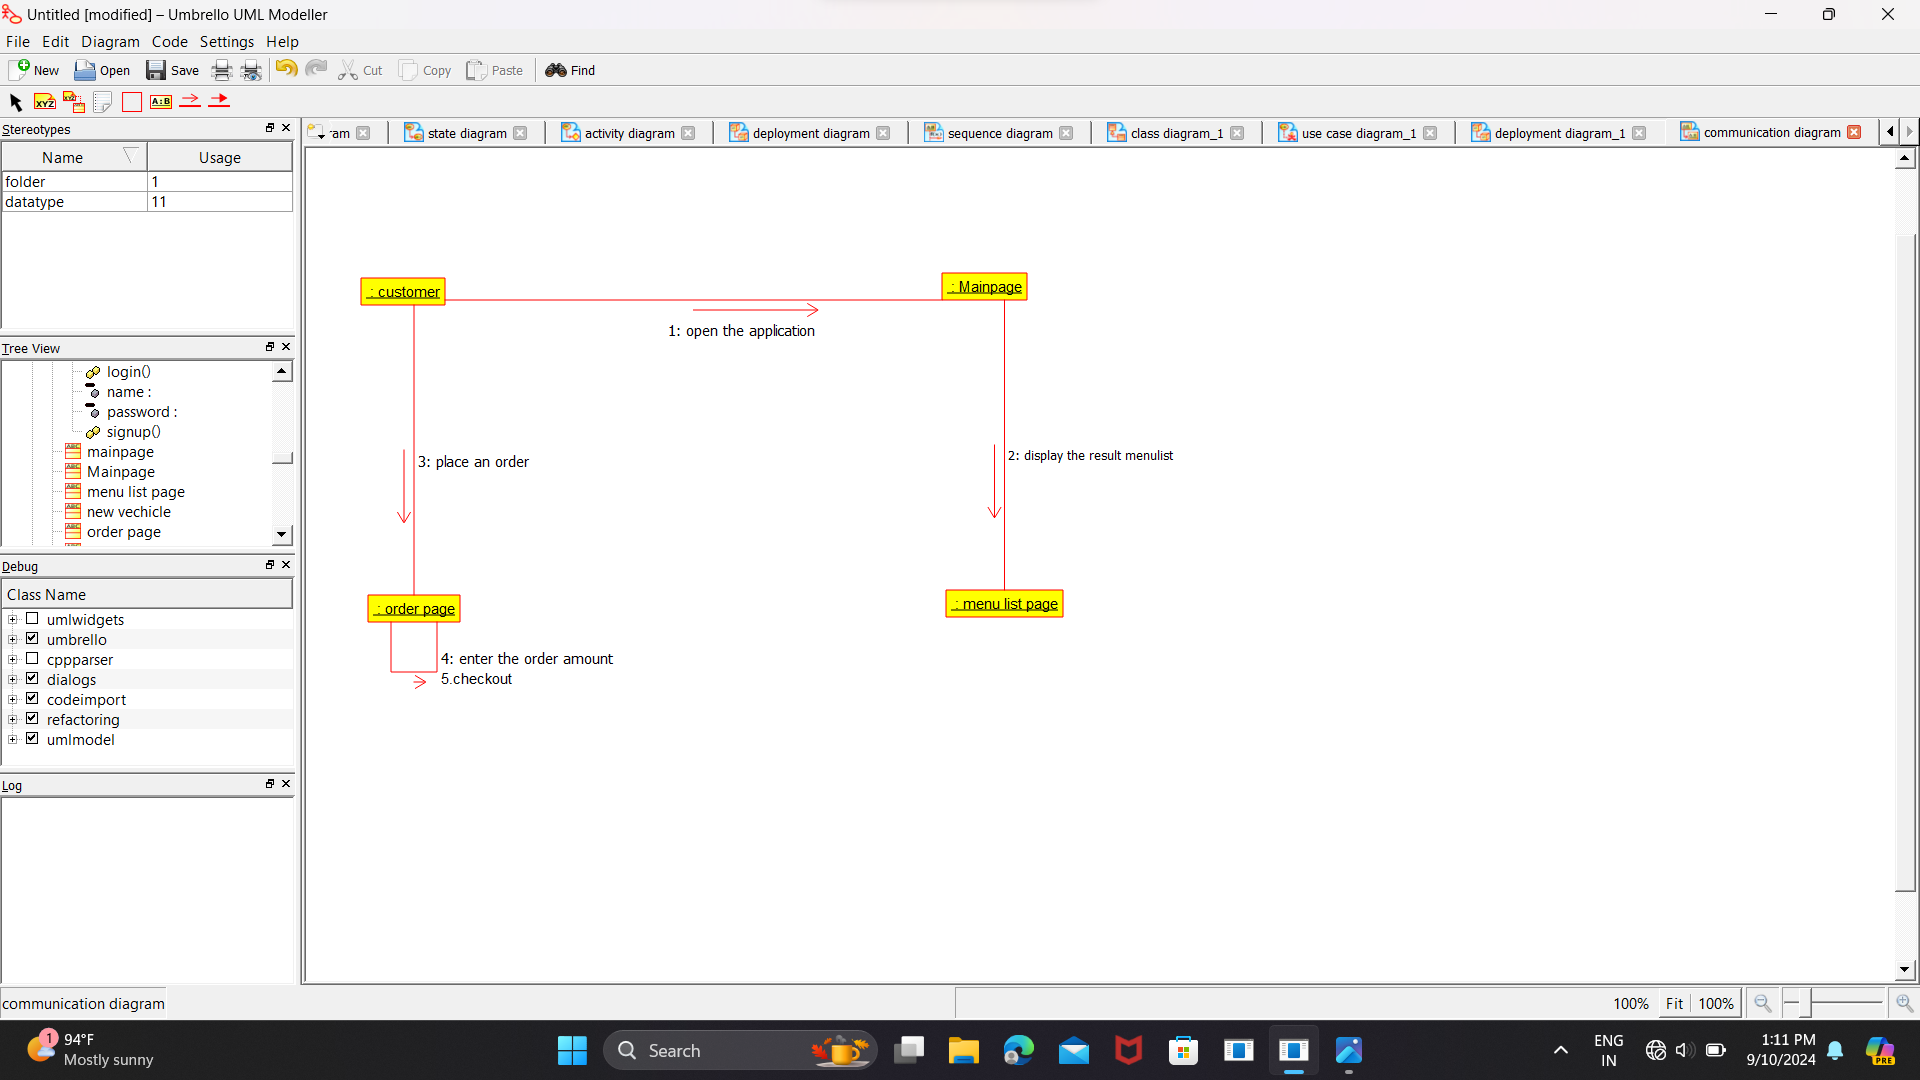 Untitled [modified] – Umbrello UML Modeller
File Edit Diagram Code Settings Help
New Open Save Cut Copy Paste Find
XYZ XYZ A:B
Stereotypes
ram state diagram activity diagram deployment diagram sequence diagram class diagram_1 use case diagram_1 deployment diagram_1 communication diagram
Name Usage
folder 1
datatype 11
: customer
: Mainpage
1: open the application
Tree View
login()
name :
password :
signup()
mainpage
Mainpage
menu list page
new vechicle
order page
3: place an order
2: display the result menulist
Debug
Class Name
umlwidgets
umbrello
cppparser
dialogs
codeimport
refactoring
umlmodel
: order page
: menu list page
4: enter the order amount
5.checkout
Log
communication diagram
100% Fit 100%
1
94°F
Mostly sunny
Search
ENG
IN
1:11 PM
9/10/2024
PRE